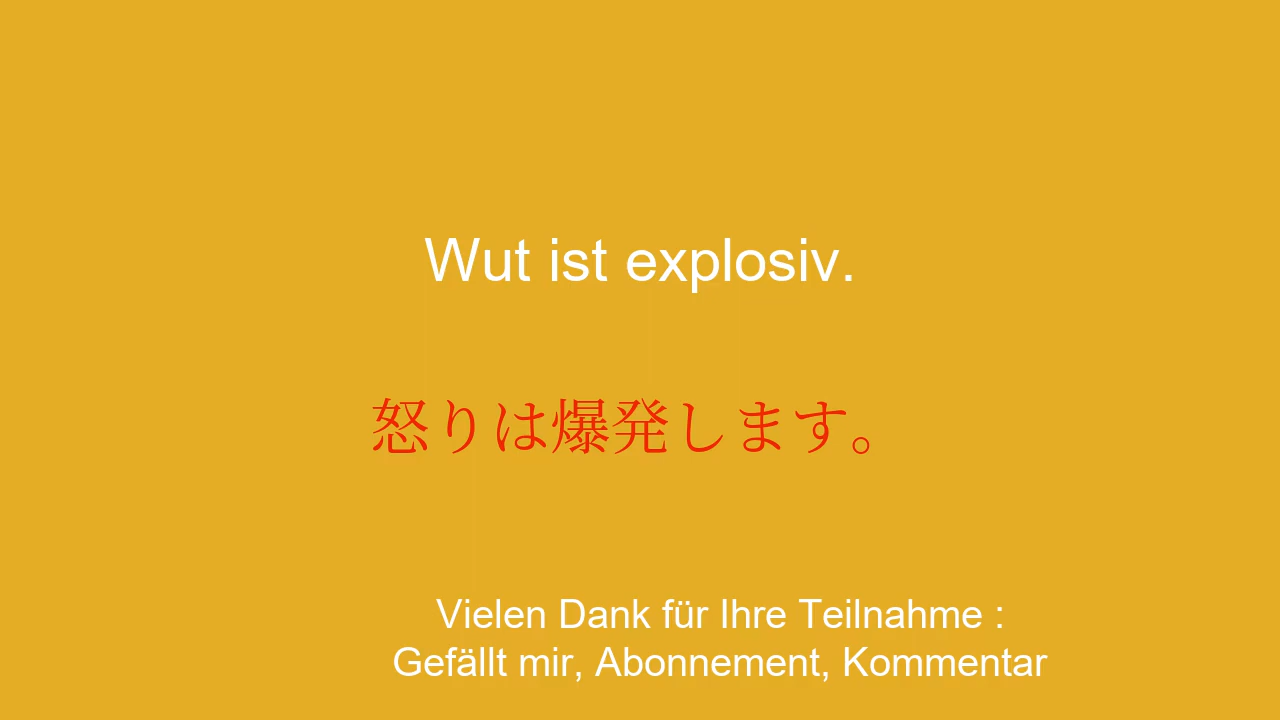 Wut ist explosiv.
怒りは爆発します。
Vielen Dank für Ihre Teilnahme :
Gefällt mir, Abonnement, Kommentar